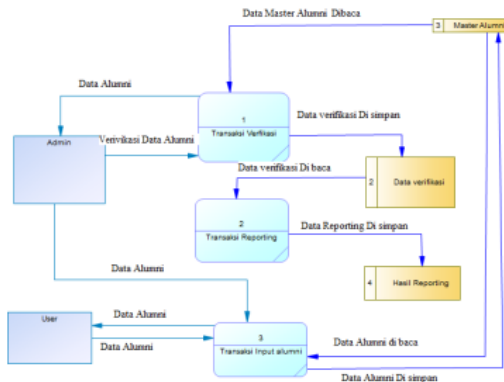 Data Master Alumni Dibaca
3 Master Alumni
Data Alumni
1
Transaksi Verfikasi
Data verifikasi Di simpan
Admin
Verivikasi Data Alumni
Data verifikasi Di baca
2 Data verifikasi
2
Transaksi Reporting
Data Reporting Di simpan
Data Alumni
4 Hasil Reporting
User
Data Alumni
3
Transaksi Input alumni
Data Alumni
Data Alumni di baca
Data Alumni Di simpan